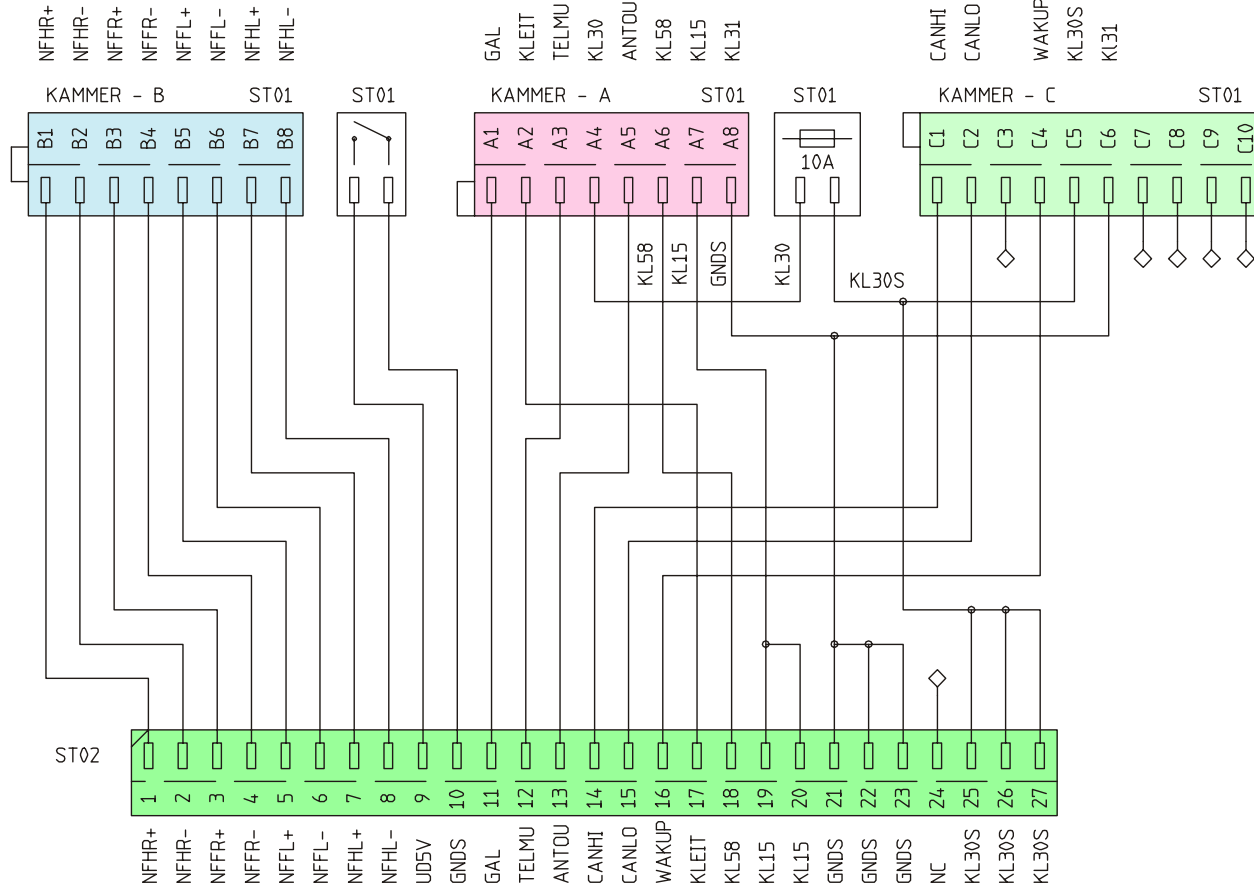 NFHR+ NFHR- NFFR+ NFFR- NFFL+ NFFL- NFHL+ NFHL- GAL KLEIT TELMU KL30 ANTOU KL58 KL15 KL31 CANHI CANLO WAKUP KL30S KL31
KAMMER - B ST01 ST01 KAMMER - A ST01 ST01 KAMMER - C ST01
B1 B2 B3 B4 B5 B6 B7 B8 A1 A2 A3 A4 A5 A6 A7 A8 C1 C2 C3 C4 C5 C6 C7 C8 C9 C10
10A
KL58 KL15 GNDS KL30 KL30S
ST02
1 2 3 4 5 6 7 8 9 10 11 12 13 14 15 16 17 18 19 20 21 22 23 24 25 26 27
NFHR+ NFHR- NFFR+ NFFR- NFFL+ NFFL- NFHL+ NFHL- UD5V GNDS GAL TELMU ANTOU CANHI CANLO WAKUP KLEIT KL58 KL15 KL15 GNDS GNDS GNDS NC KL30S KL30S KL30S